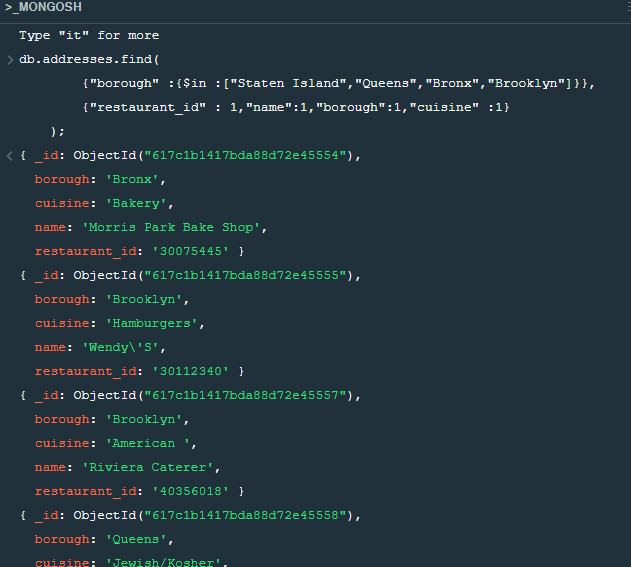 >_MONGOSH
Type "it" for more
> db.addresses.find(
{"borough" :{$in :["Staten Island","Queens","Bronx","Brooklyn"]}},
{"restaurant_id" : 1,"name":1,"borough":1,"cuisine" :1}
);
< { _id: ObjectId("617c1b1417bda88d72e45554"),
borough: 'Bronx',
cuisine: 'Bakery',
name: 'Morris Park Bake Shop',
restaurant_id: '30075445' }
{ _id: ObjectId("617c1b1417bda88d72e45555"),
borough: 'Brooklyn',
cuisine: 'Hamburgers',
name: 'Wendy\'S',
restaurant_id: '30112340' }
{ _id: ObjectId("617c1b1417bda88d72e45557"),
borough: 'Brooklyn',
cuisine: 'American ',
name: 'Riviera Caterer',
restaurant_id: '40356018' }
{ _id: ObjectId("617c1b1417bda88d72e45558"),
borough: 'Queens',
cuisine: 'Jewish/Kosher',